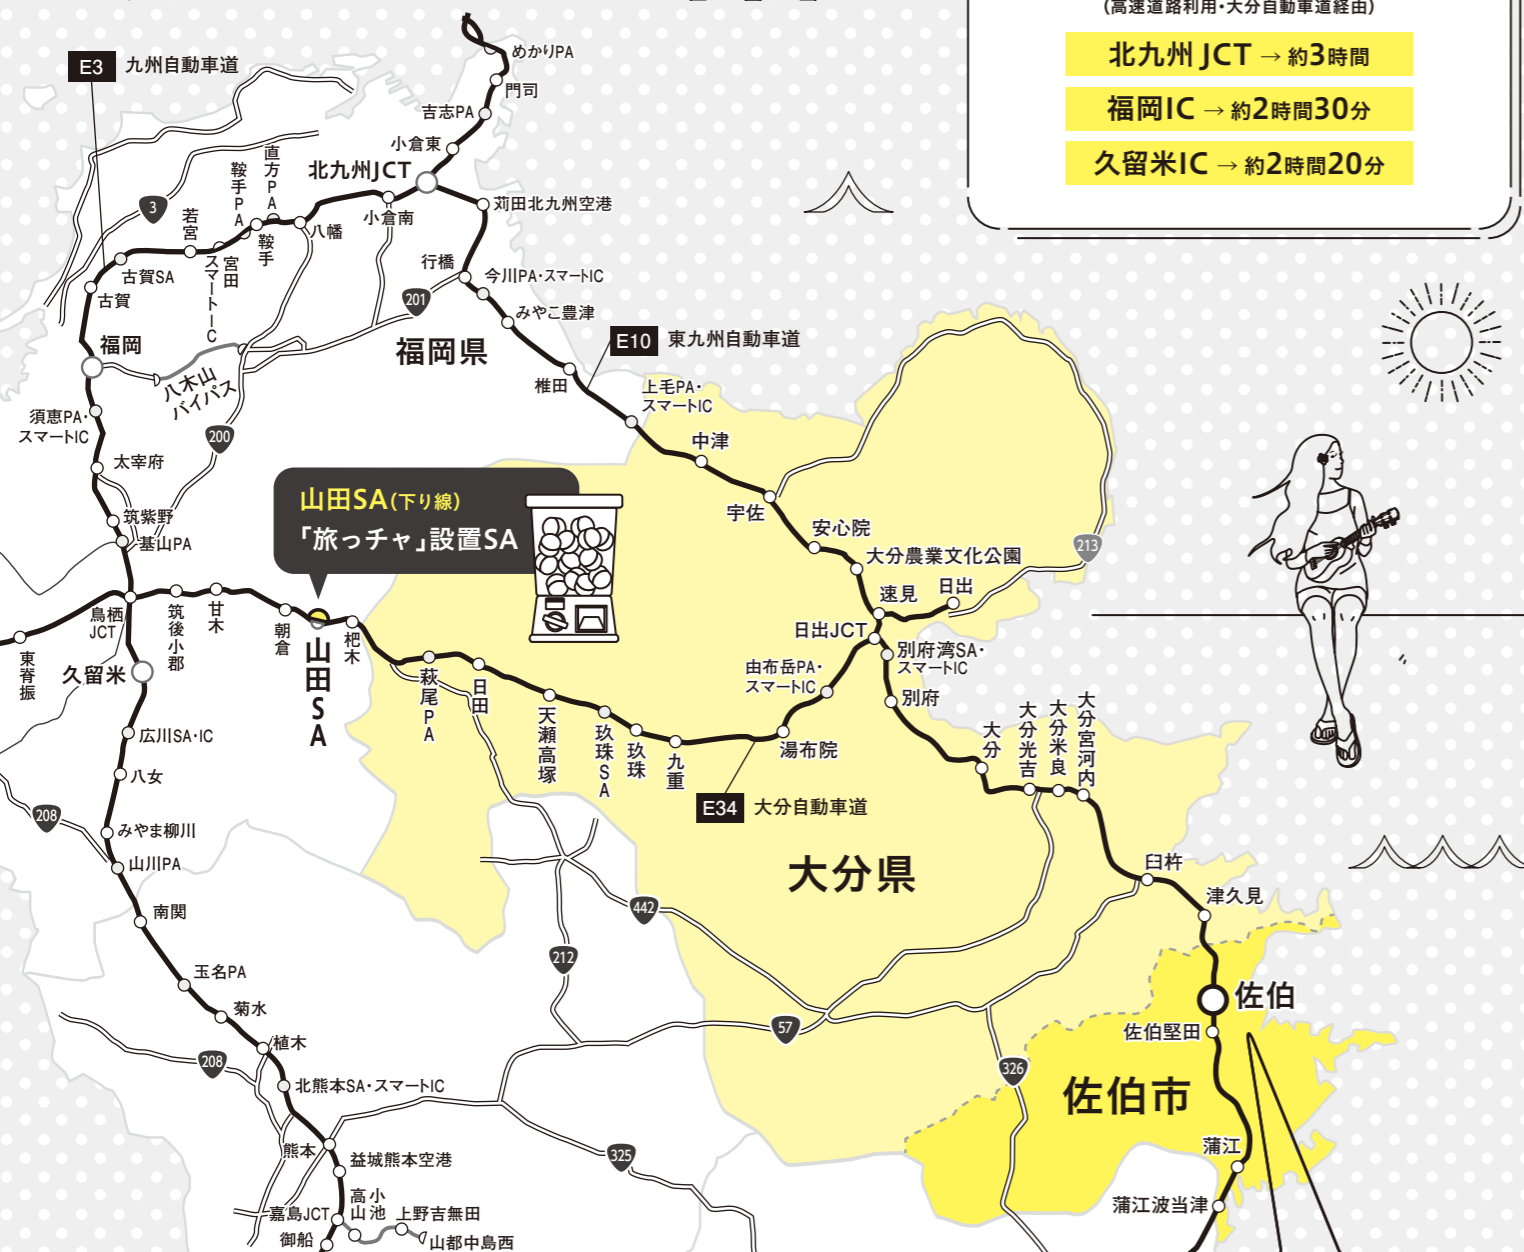 (高速道路利用・大分自動車道経由)
北九州 JCT → 約3時間
福岡IC → 約2時間30分
久留米IC → 約2時間20分
E3 九州自動車道
めかりPA
門司
吉志PA
小倉東
北九州JCT
小倉南
苅田北九州空港
直方PA
鞍手PA
鞍手
八幡
3
若宮
宮田
スマートIC
古賀SA
古賀
行橋
今川PA・スマートIC
201
みやこ豊津
福岡県
E10 東九州自動車道
福岡
八木山
バイパス
椎田
上毛PA・
スマートIC
須恵PA・
スマートIC
200
太宰府
中津
筑紫野
基山PA
山田SA(下り線)
「旅っチャ」設置SA
宇佐
安心院
大分農業文化公園
213
速見
日出
日出JCT
鳥栖
JCT
筑後小郡
甘木
朝倉
山田SA
杷木
東脊振
久留米
萩尾PA
日田
天瀬高塚
玖珠SA
玖珠
九重
由布岳PA・
スマートIC
湯布院
別府湾SA・
スマートIC
別府
大分
大分光吉
大分米良
大分宮河内
E34 大分自動車道
広川SA・IC
八女
208
みやま柳川
山川PA
大分県
臼杵
津久見
南関
442
212
玉名PA
菊水
佐伯
佐伯堅田
57
植木
208
326
北熊本SA・スマートIC
佐伯市
熊本
益城熊本空港
325
蒲江
蒲江波当津
嘉島JCT
小池
高山
上野吉無田
御船
山都中島西